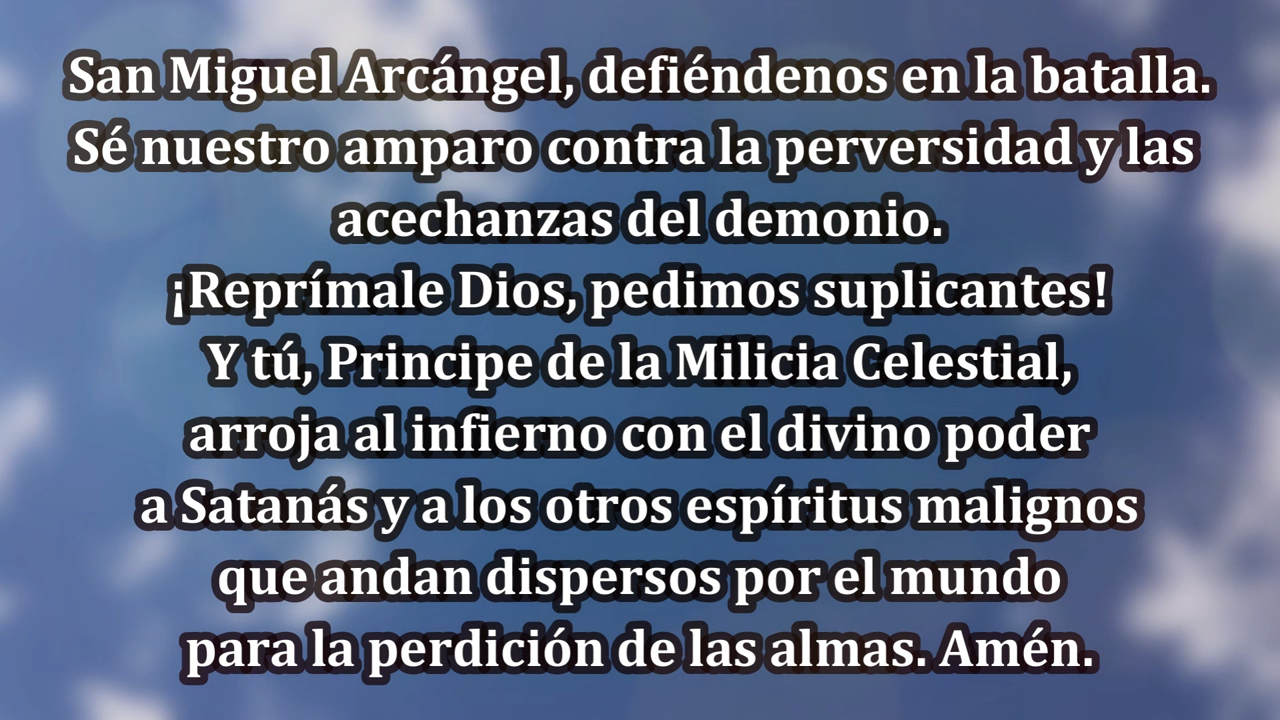 San Miguel Arcángel, defiéndenos en la batalla.
Sé nuestro amparo contra la perversidad y las
acechanzas del demonio.
¡Reprímale Dios, pedimos suplicantes!
Y tú, Principe de la Milicia Celestial,
arroja al infierno con el divino poder
a Satanás y a los otros espíritus malignos
que andan dispersos por el mundo
para la perdición de las almas. Amén.